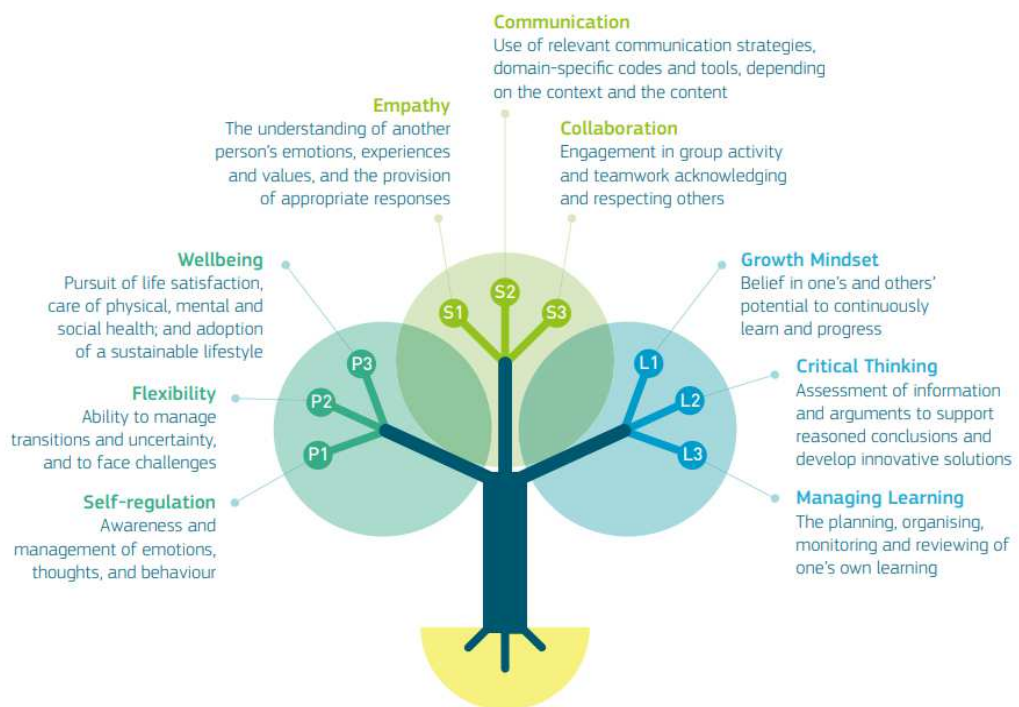 Communication
Use of relevant communication strategies,
domain-specific codes and tools, depending
on the context and the content
Empathy
The understanding of another
person's emotions, experiences
and values, and the provision
of appropriate responses
Collaboration
Engagement in group activity
and teamwork acknowledging
and respecting others
Wellbeing
Pursuit of life satisfaction,
care of physical, mental and
social health; and adoption
of a sustainable lifestyle
Flexibility
Ability to manage
transitions and uncertainty,
and to face challenges
Self-regulation
Awareness and
management of emotions,
thoughts, and behaviour
P3
P2
P1
S1
S2
S3
L1
L2
L3
Growth Mindset
Belief in one's and others'
potential to continuously
learn and progress
Critical Thinking
Assessment of information
and arguments to support
reasoned conclusions and
develop innovative solutions
Managing Learning
The planning, organising,
monitoring and reviewing of
one's own learning